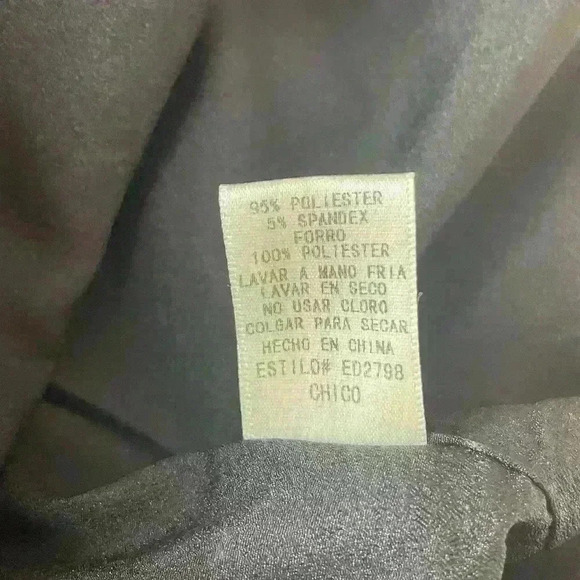 95% POLIESTER
5% SPANDEX
FORRO
100% POLIESTER
LAVAR A MANO FRIA
LAVAR EN SECO
NO USAR CLORO
COLGAR PARA SECAR
HECHO EN CHINA
ESTILO# ED2798
CHICO